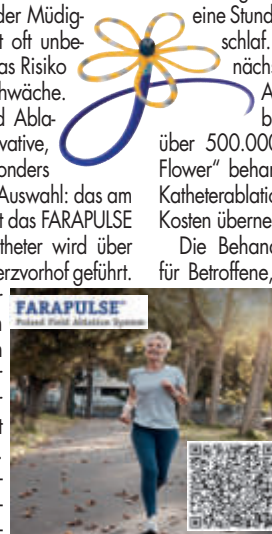 der Müdig-
t oft unbe-
as Risiko
hwäche.
d Abla-
vative,
onders
Auswahl: das am
t das FARAPULSE
theter wird über
erzvorhof geführt.
eine Stund
schlaf.
nächs
A
b
über 500.000
Flower“ behar
Katheterablatio
Kosten überne
Die Behand
für Betroffene,
FARAPULSE™
Pulsed Field Ablation System